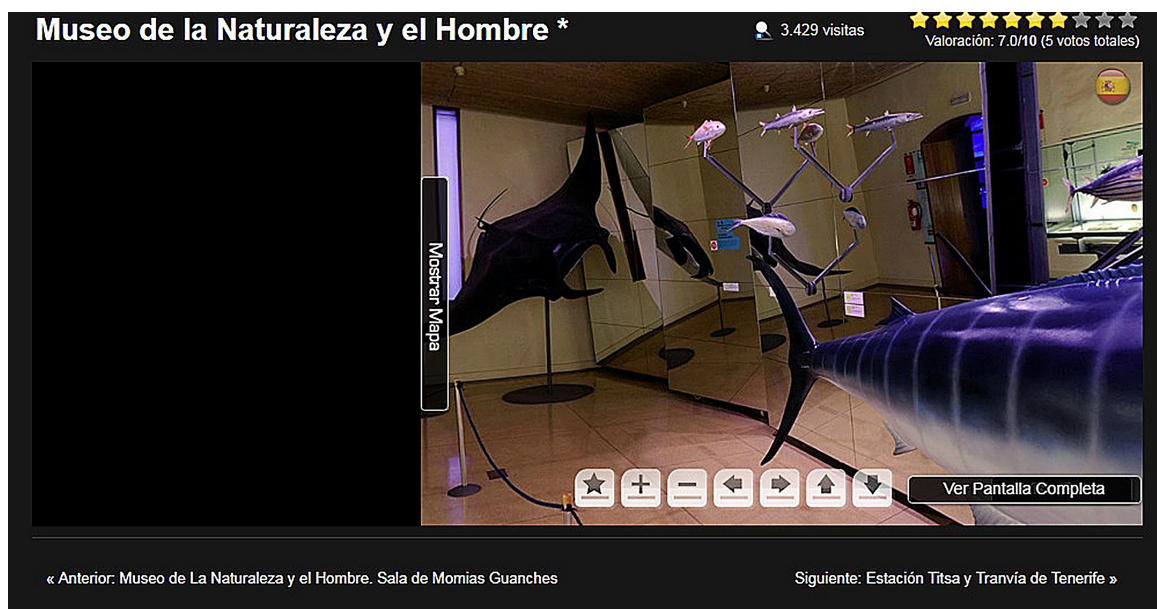 Museo de la Naturaleza y el Hombre *
3.429 visitas
Valoración: 7.0/10 (5 votos totales)
Mostrar Mapa
Ver Pantalla Completa
« Anterior: Museo de La Naturaleza y el Hombre. Sala de Momias Guanches
Siguiente: Estación Titsa y Tranvía de Tenerife »